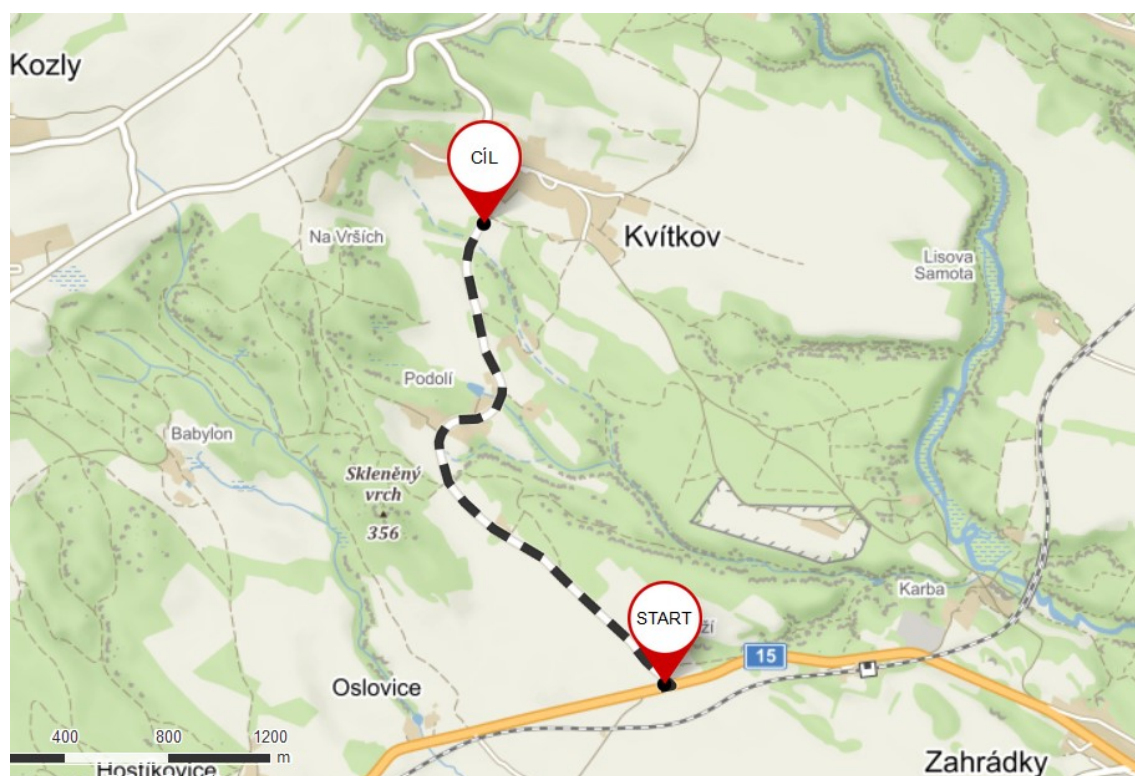 Kozly
CÍL
Na Vrších
Kvítkov
Lisova
Samota
Podolí
Babylon
Skleněný
vrch
356
START
Karba
15
Oslovice
400 800 1200
m
Hostíkovice
Zahrádky